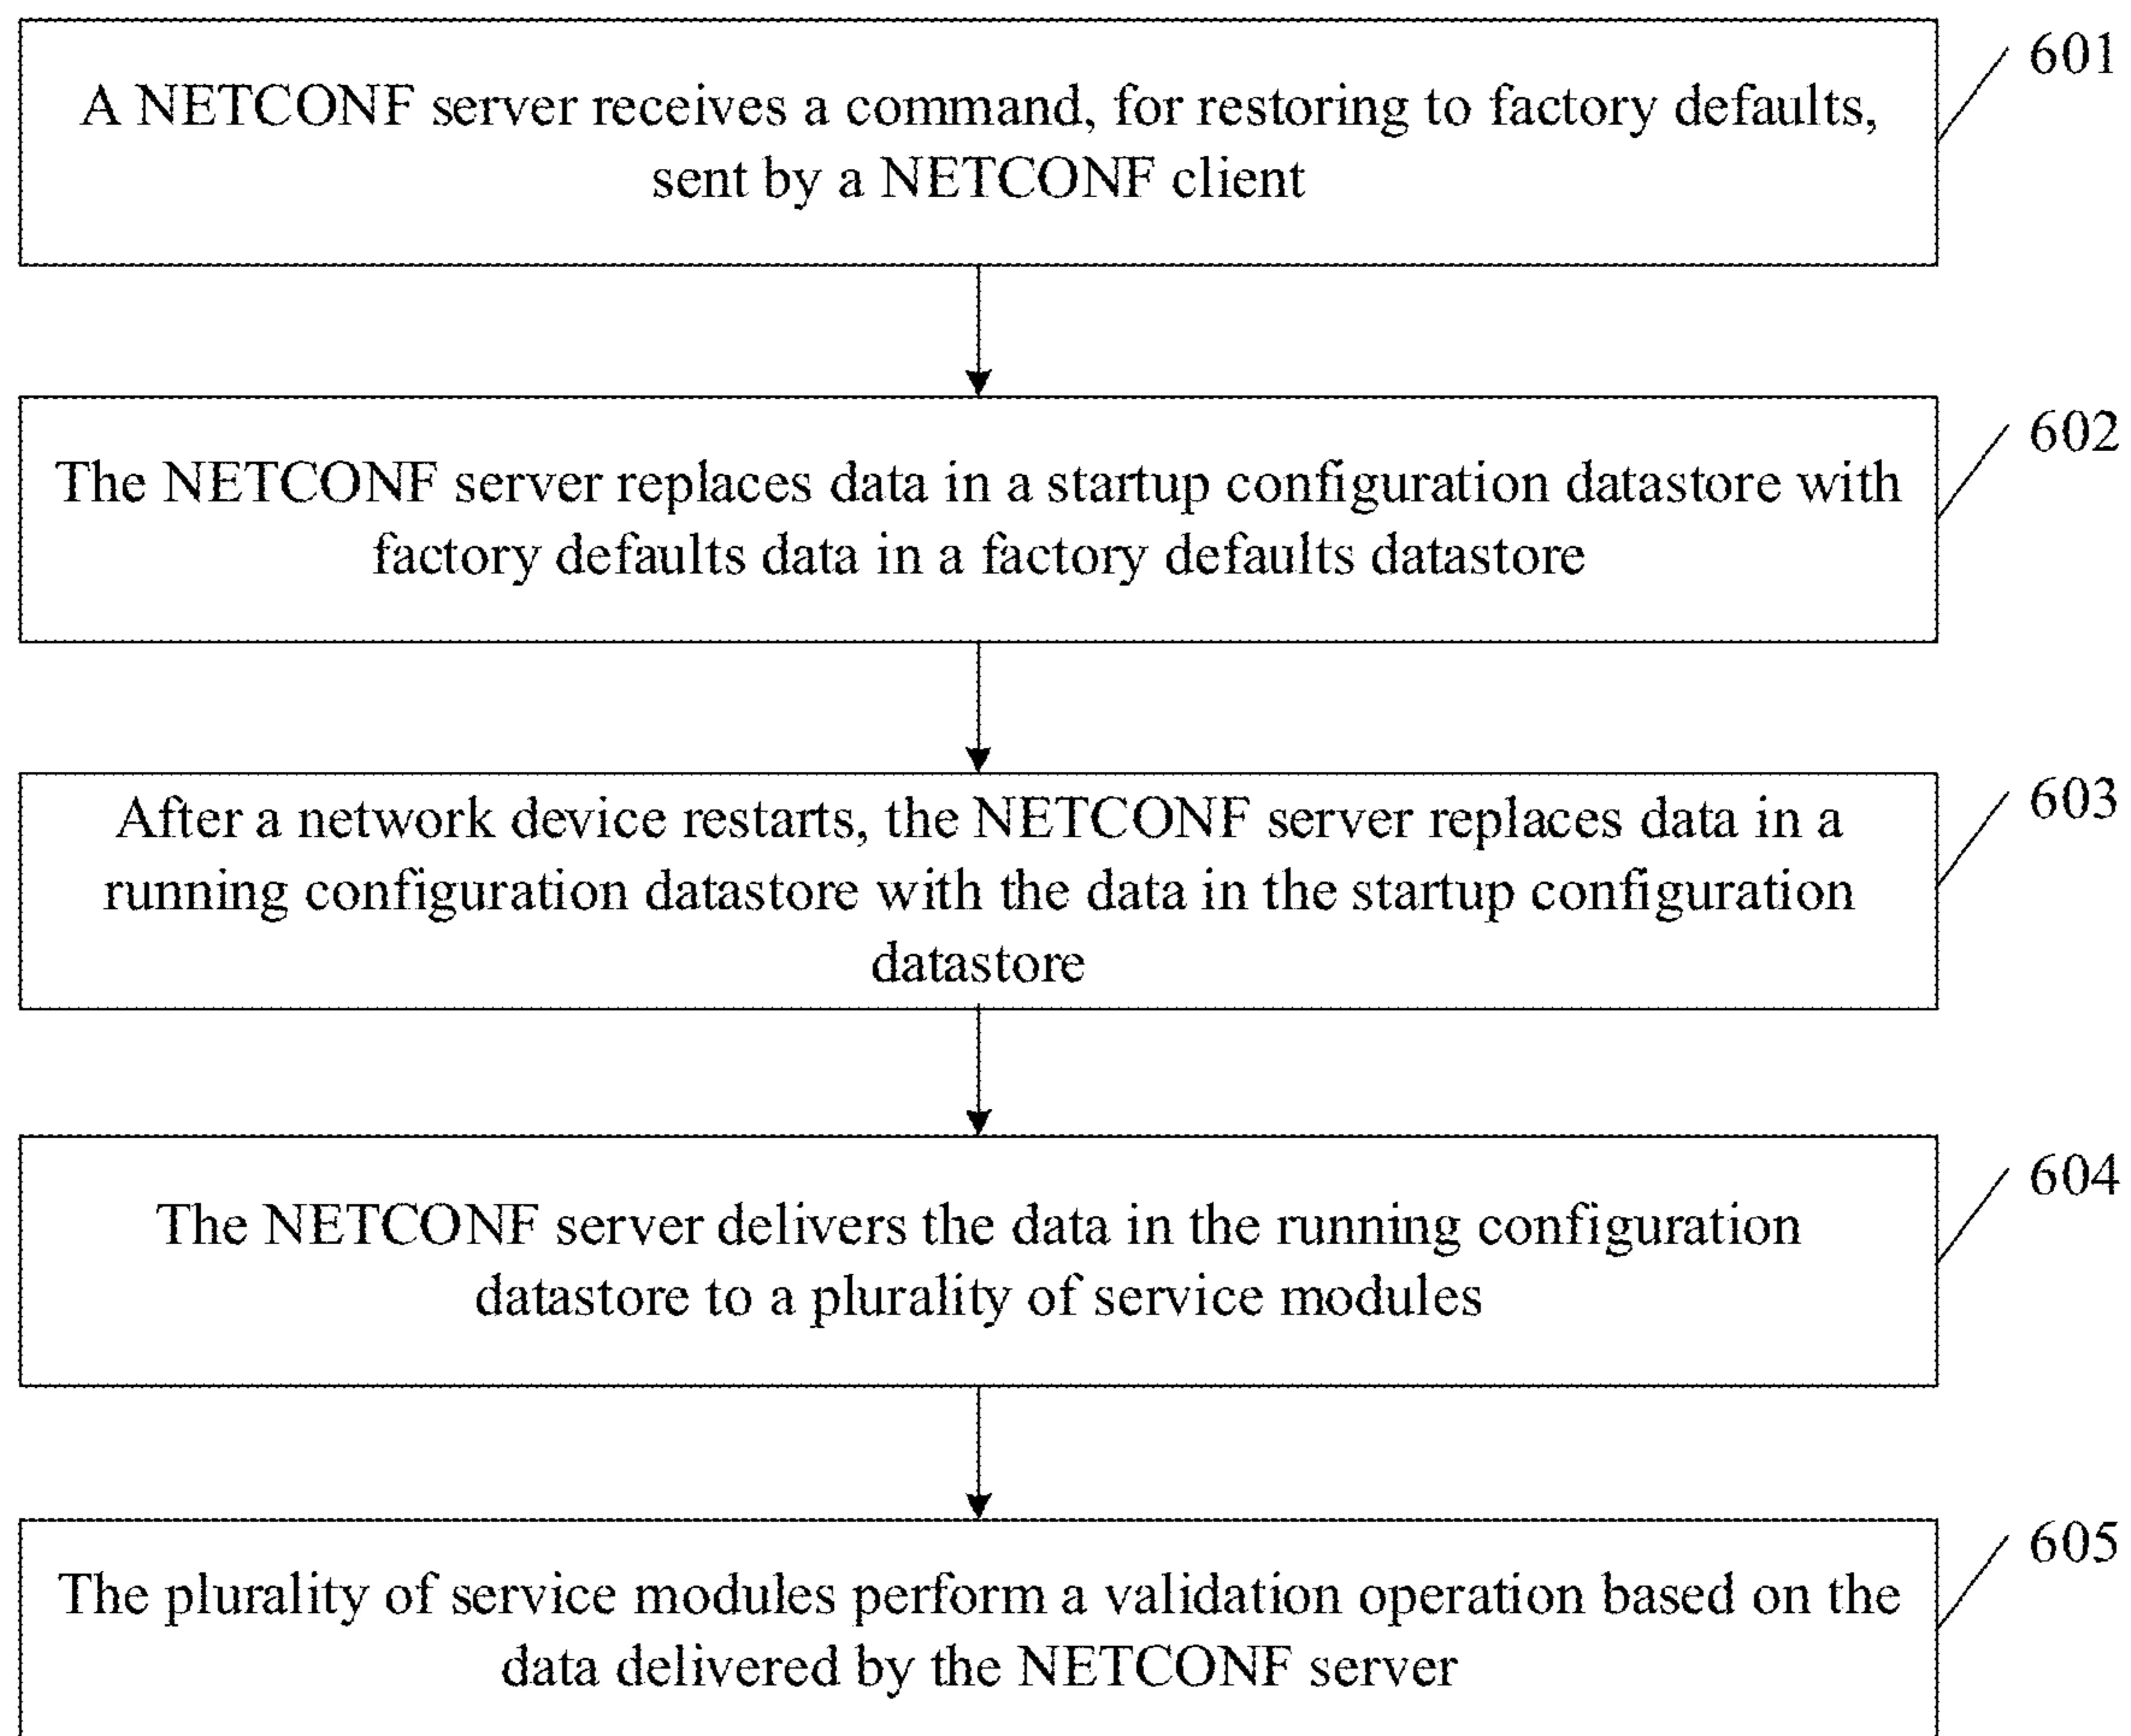 A NETCONF server receives a command, for restoring to factory defaults,
sent by a NETCONF client
601
The NETCONF server replaces data in a startup configuration datastore with
factory defaults data in a factory defaults datastore
602
After a network device restarts, the NETCONF server replaces data in a
running configuration datastore with the data in the startup configuration
datastore
603
The NETCONF server delivers the data in the running configuration
datastore to a plurality of service modules
604
The plurality of service modules perform a validation operation based on the
data delivered by the NETCONF server
605